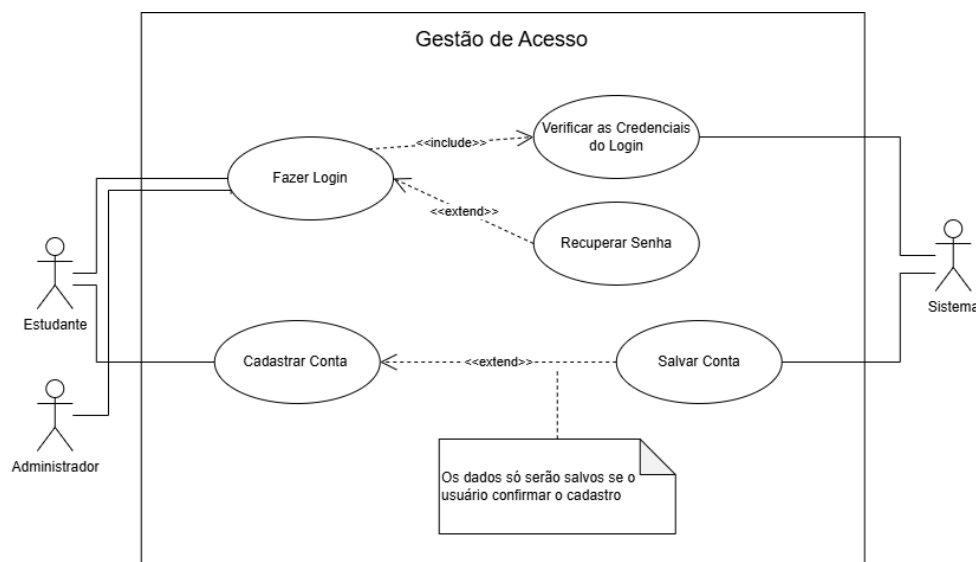 Gestão de Acesso
Verificar as Credenciais
do Login
<<include>>
Fazer Login
<<extend>>
Recuperar Senha
Estudante
Sistema
Cadastrar Conta
<<extend>>
Salvar Conta
Administrador
Os dados só serão salvos se o
usuário confirmar o cadastro